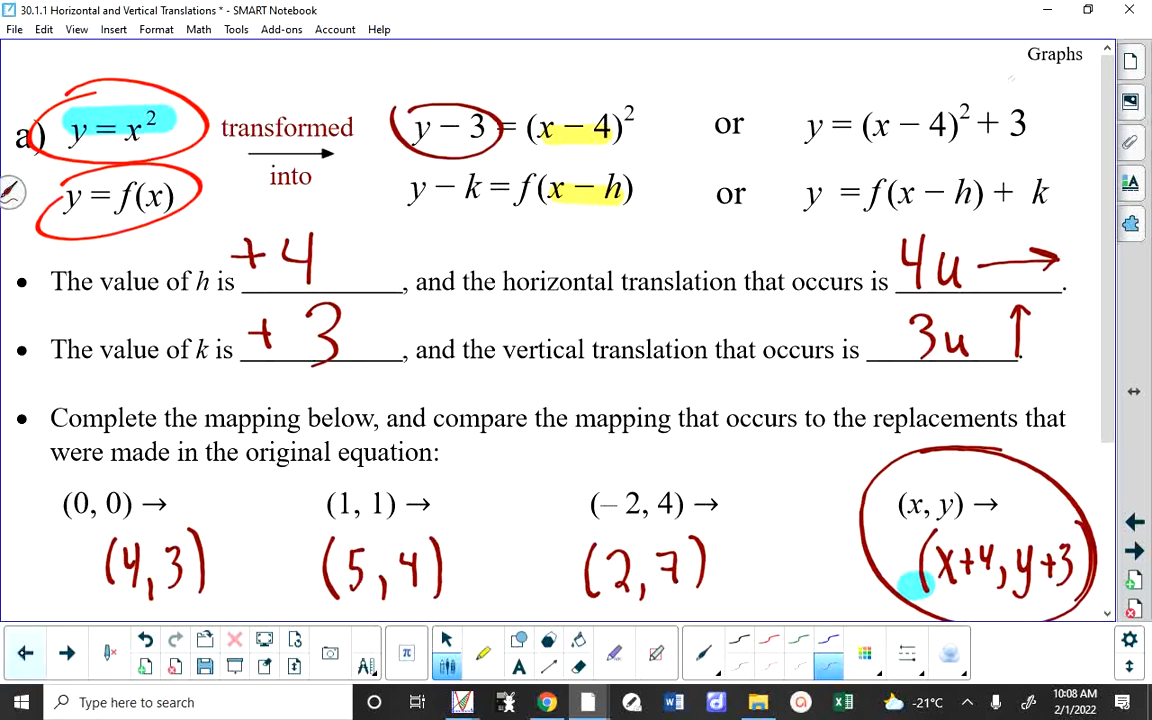 30.1.1 Horizontal and Vertical Translations * - SMART Notebook
File Edit View Insert Format Math Tools Add-ons Account Help
Graphs
a) y = x² transformed into y − 3 = (x − 4)² or y = (x − 4)² + 3
y = f(x) y − k = f(x − h) or y = f(x − h) + k
• The value of h is +4, and the horizontal translation that occurs is 4u →.
• The value of k is +3, and the vertical translation that occurs is 3u ↑.
• Complete the mapping below, and compare the mapping that occurs to the replacements that
were made in the original equation:
(0, 0) → (1, 1) → (– 2, 4) → (x, y) →
(4,3) (5,4) (2,7) (x+4, y+3)
Type here to search
-21°C
10:08 AM
2/1/2022